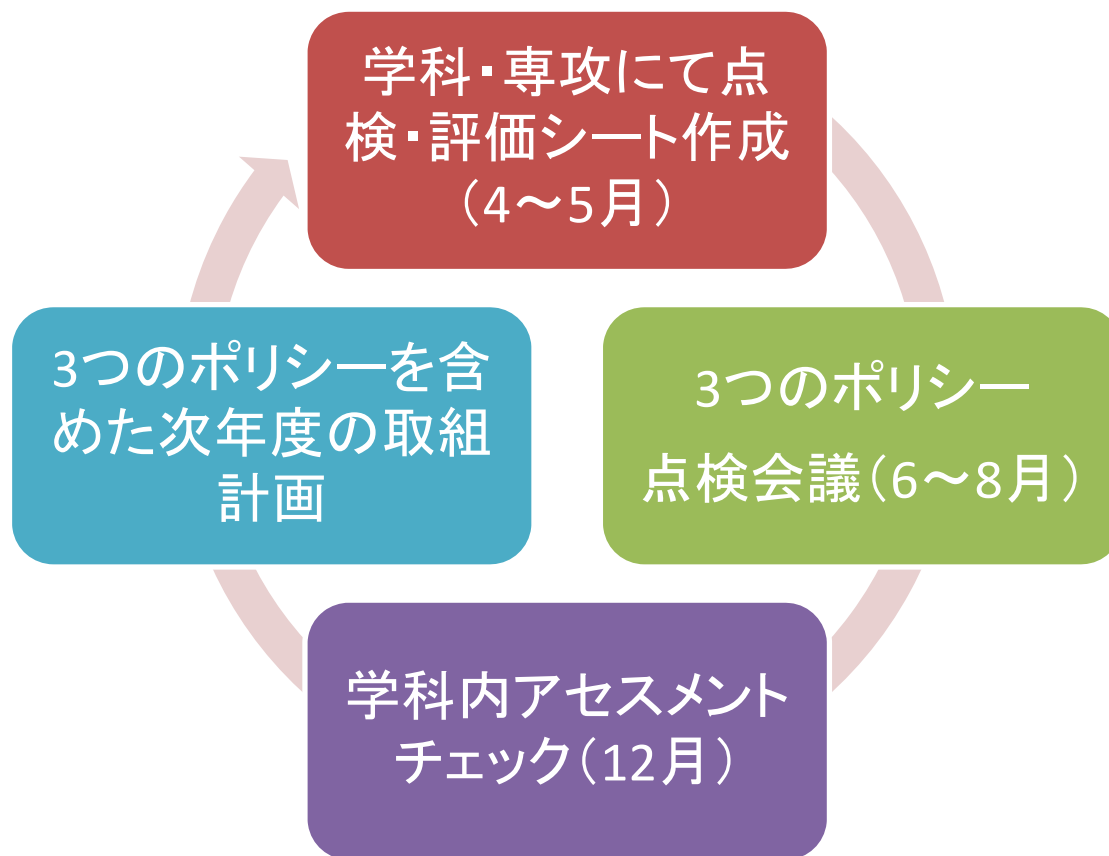 学科・専攻にて点
検・評価シート作成
（4～5月）
3つのポリシーを含
めた次年度の取組
計画
3つのポリシー
点検会議（6～8月）
学科内アセスメント
チェック（12月）